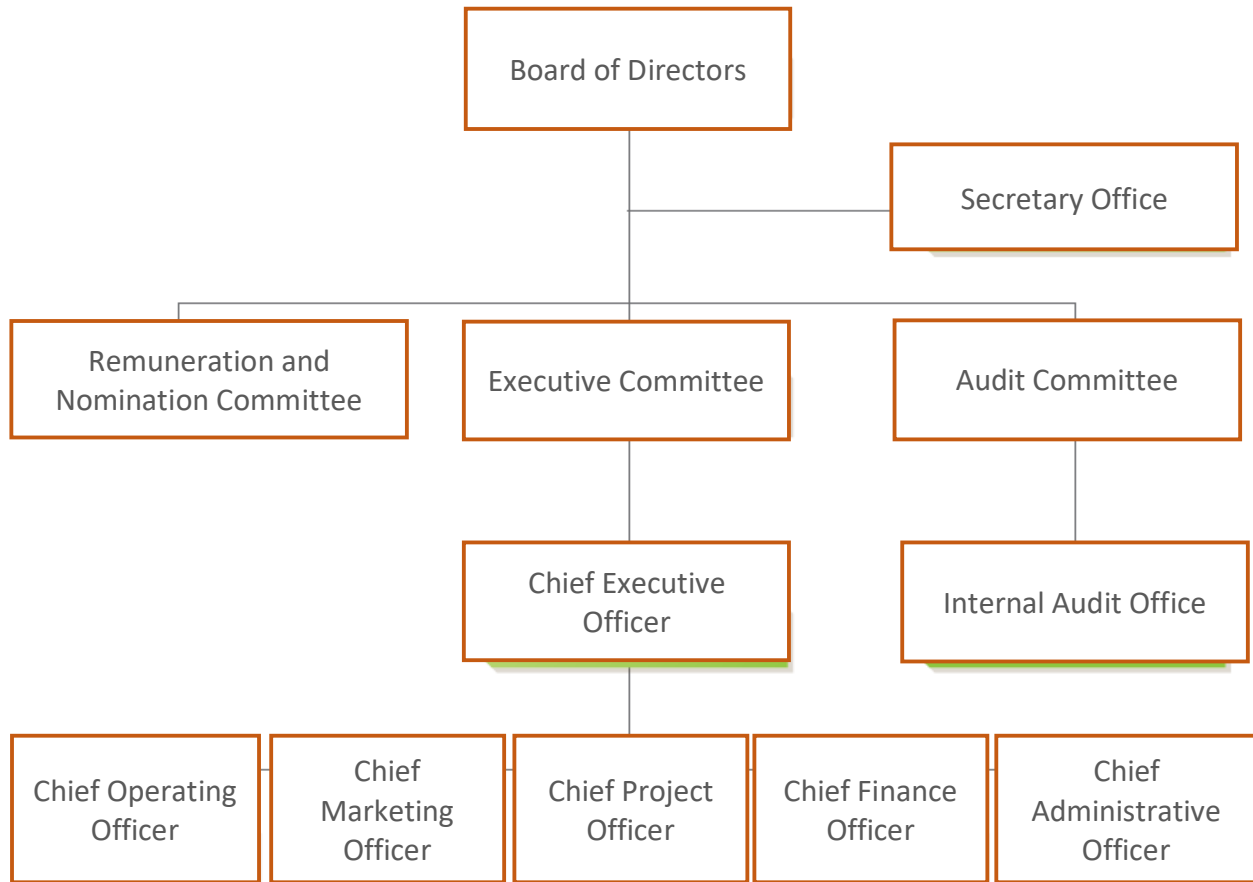 Board of Directors
Secretary Office
Remuneration and
Nomination Committee
Executive Committee
Audit Committee
Chief Executive
Officer
Internal Audit Office
Chief Operating
Officer
Chief
Marketing
Officer
Chief Project
Officer
Chief Finance
Officer
Chief
Administrative
Officer